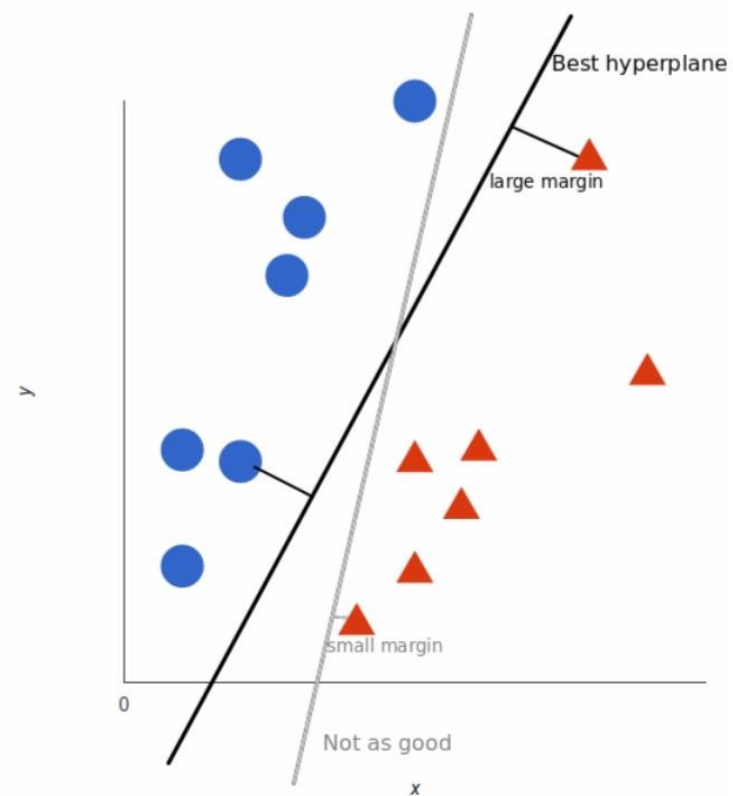 Best hyperplane
large margin
y
small margin
0
Not as good
x